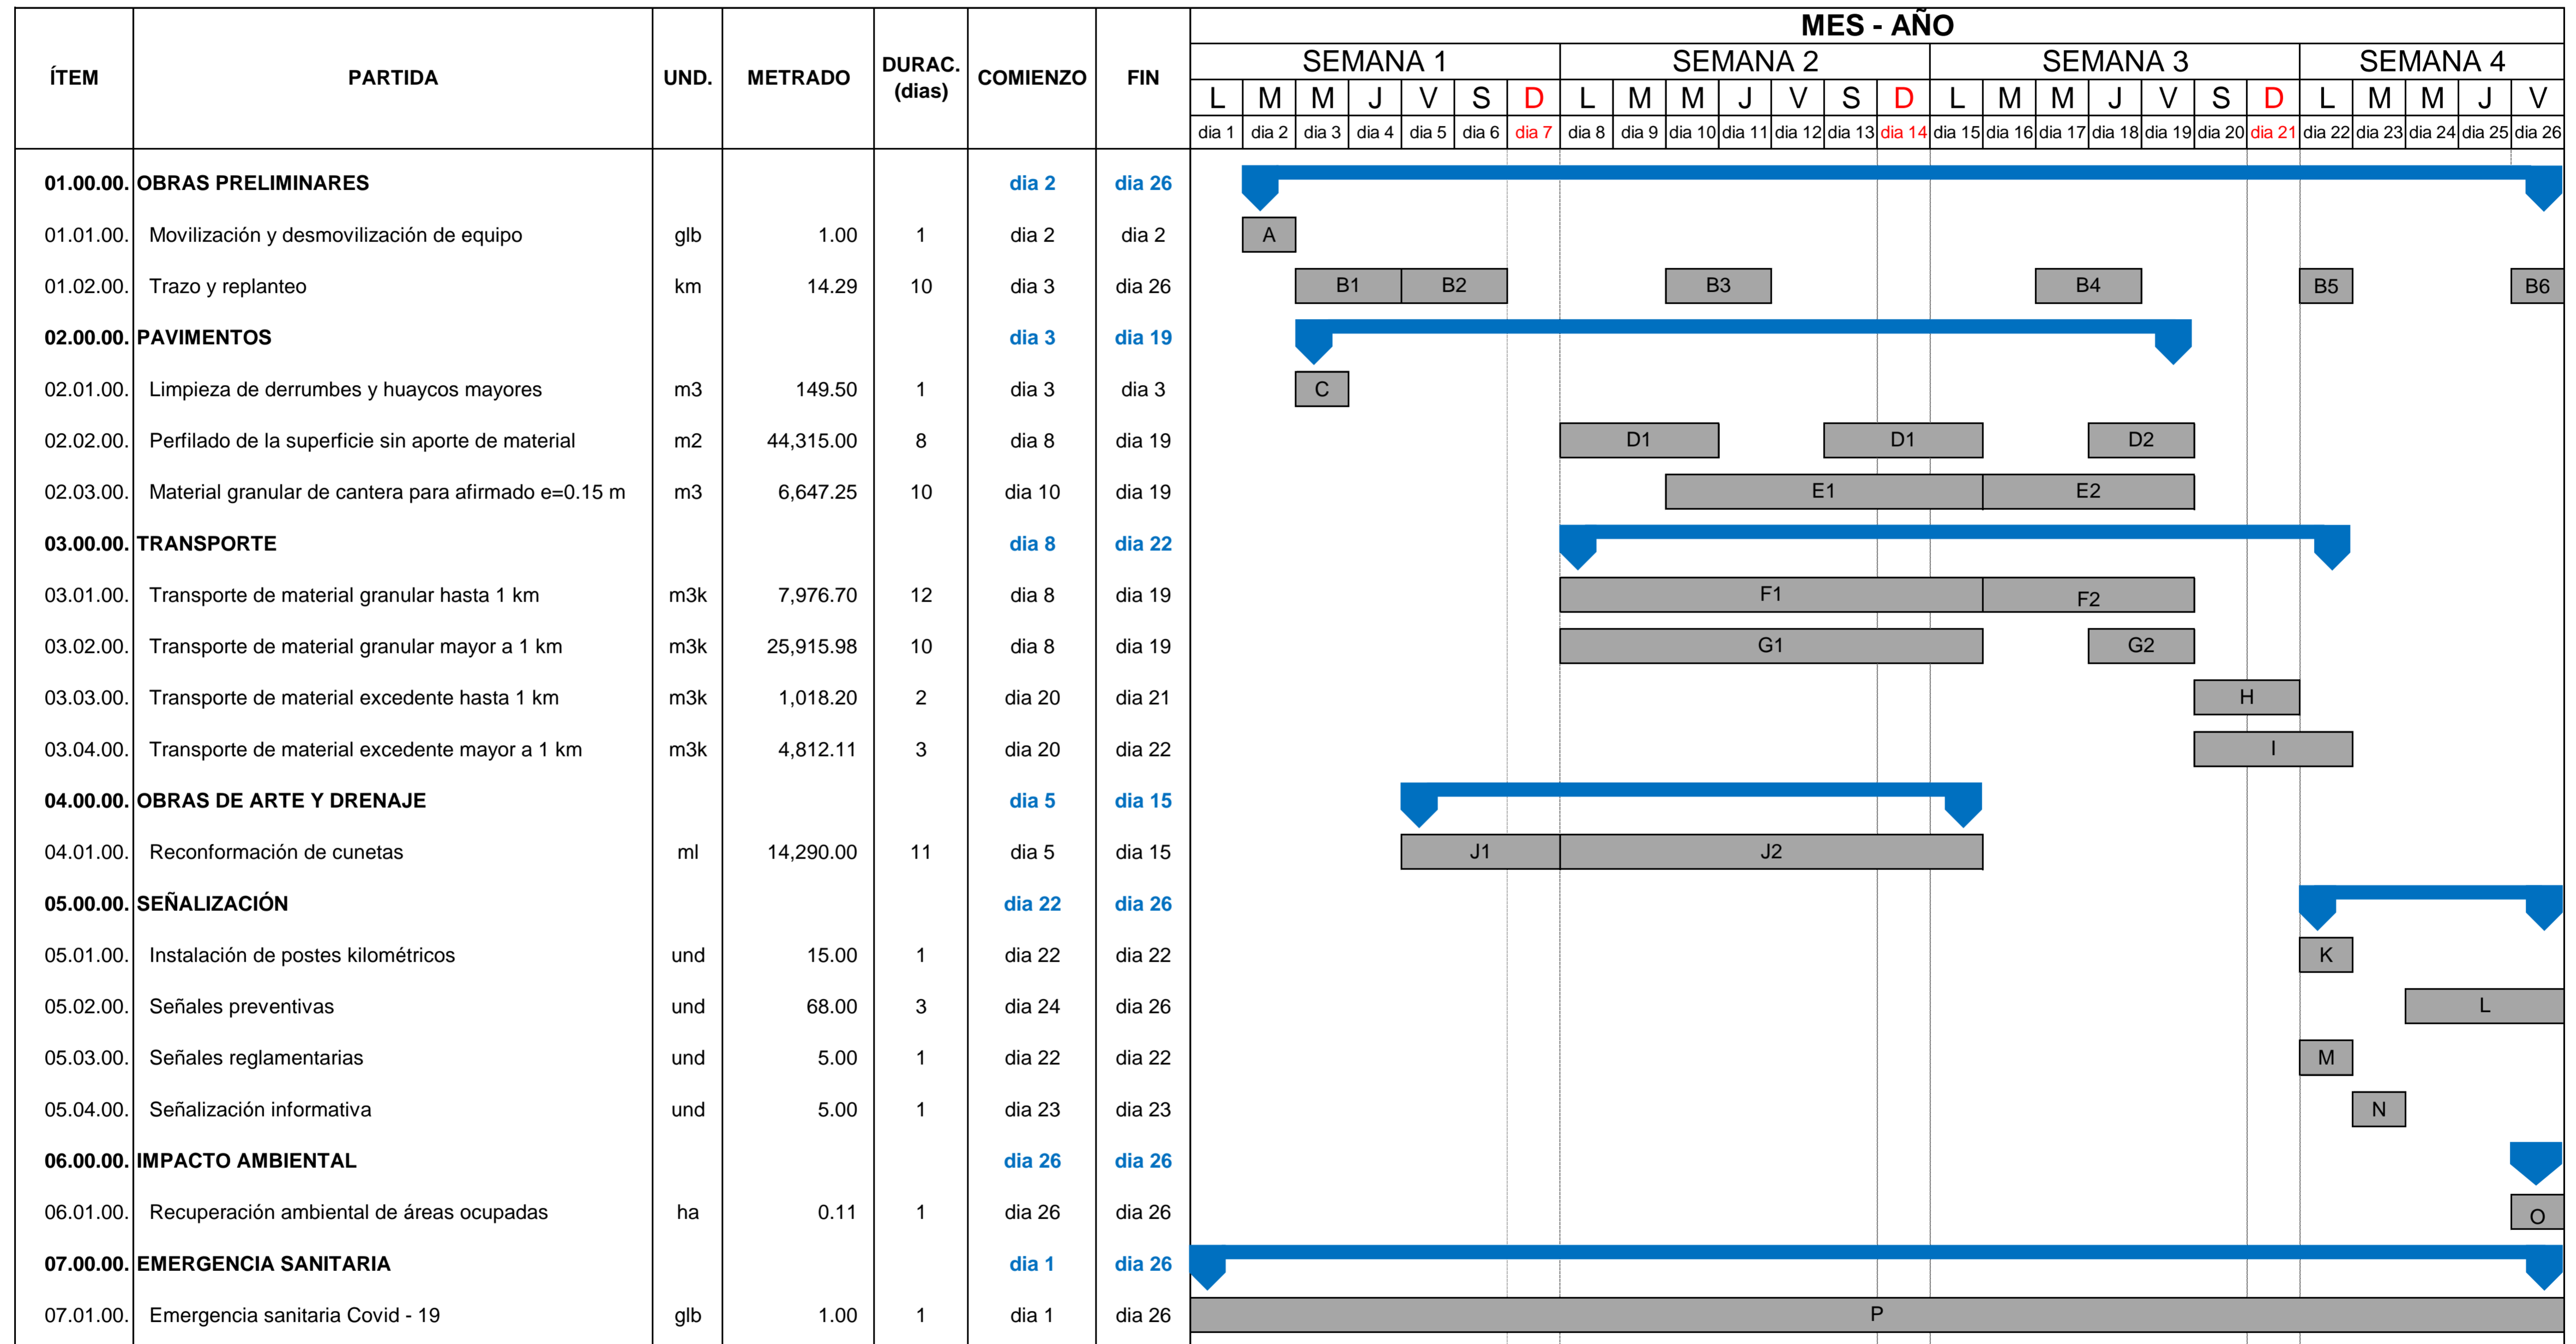 MES - AÑO
ÍTEM PARTIDA UND. METRADO DURAC. (dias) COMIENZO FIN
SEMANA 1 SEMANA 2 SEMANA 3 SEMANA 4
L M M J V S D L M M J V S D L M M J V S D L M M J V
dia 1 dia 2 dia 3 dia 4 dia 5 dia 6 dia 7 dia 8 dia 9 dia 10 dia 11 dia 12 dia 13 dia 14 dia 15 dia 16 dia 17 dia 18 dia 19 dia 20 dia 21 dia 22 dia 23 dia 24 dia 25 dia 26
01.00.00. OBRAS PRELIMINARES dia 2 dia 26
01.01.00. Movilización y desmovilización de equipo glb 1.00 1 dia 2 dia 2 A
01.02.00. Trazo y replanteo km 14.29 10 dia 3 dia 26 B1 B2 B3 B4 B5 B6
02.00.00. PAVIMENTOS dia 3 dia 19
02.01.00. Limpieza de derrumbes y huaycos mayores m3 149.50 1 dia 3 dia 3 C
02.02.00. Perfilado de la superficie sin aporte de material m2 44,315.00 8 dia 8 dia 19 D1 D1 D2
02.03.00. Material granular de cantera para afirmado e=0.15 m m3 6,647.25 10 dia 10 dia 19 E1 E2
03.00.00. TRANSPORTE dia 8 dia 22
03.01.00. Transporte de material granular hasta 1 km m3k 7,976.70 12 dia 8 dia 19 F1 F2
03.02.00. Transporte de material granular mayor a 1 km m3k 25,915.98 10 dia 8 dia 19 G1 G2
03.03.00. Transporte de material excedente hasta 1 km m3k 1,018.20 2 dia 20 dia 21 H
03.04.00. Transporte de material excedente mayor a 1 km m3k 4,812.11 3 dia 20 dia 22 I
04.00.00. OBRAS DE ARTE Y DRENAJE dia 5 dia 15
04.01.00. Reconformación de cunetas ml 14,290.00 11 dia 5 dia 15 J1 J2
05.00.00. SEÑALIZACIÓN dia 22 dia 26
05.01.00. Instalación de postes kilométricos und 15.00 1 dia 22 dia 22 K
05.02.00. Señales preventivas und 68.00 3 dia 24 dia 26 L
05.03.00. Señales reglamentarias und 5.00 1 dia 22 dia 22 M
05.04.00. Señalización informativa und 5.00 1 dia 23 dia 23 N
06.00.00. IMPACTO AMBIENTAL dia 26 dia 26
06.01.00. Recuperación ambiental de áreas ocupadas ha 0.11 1 dia 26 dia 26 O
07.00.00. EMERGENCIA SANITARIA dia 1 dia 26
07.01.00. Emergencia sanitaria Covid - 19 glb 1.00 1 dia 1 dia 26 P